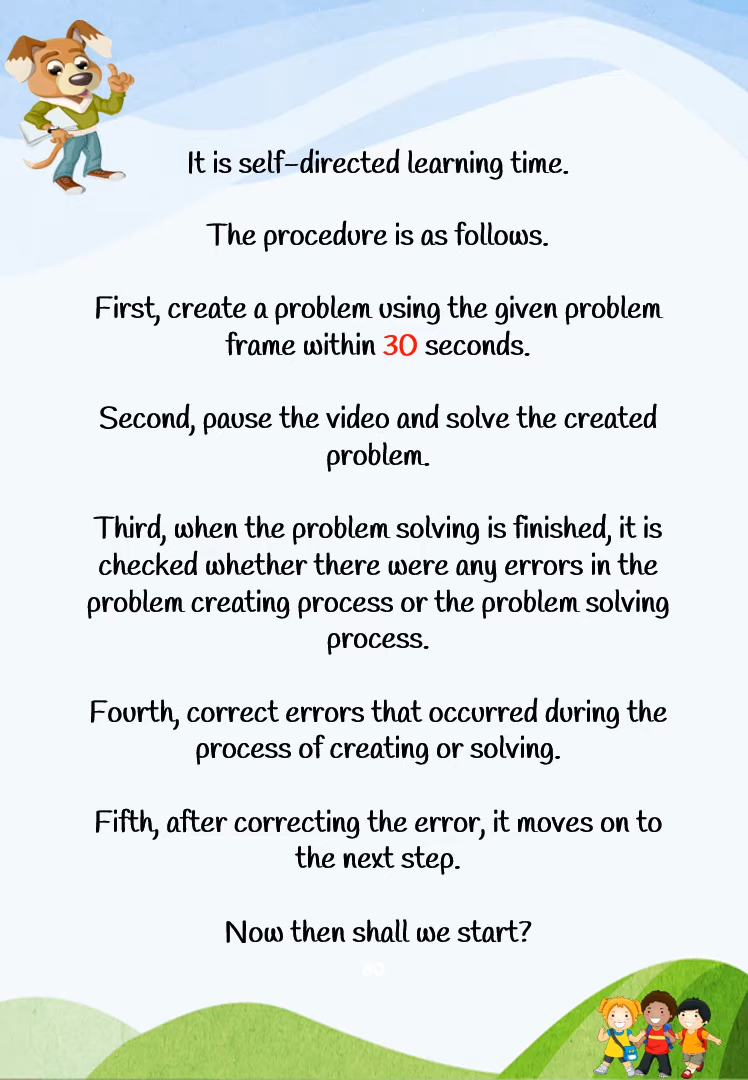 It is self-directed learning time.
The procedure is as follows.
First, create a problem using the given problem
frame within 30 seconds.
Second, pause the video and solve the created
problem.
Third, when the problem solving is finished, it is
checked whether there were any errors in the
problem creating process or the problem solving
process.
Fourth, correct errors that occurred during the
process of creating or solving.
Fifth, after correcting the error, it moves on to
the next step.
Now then shall we start?